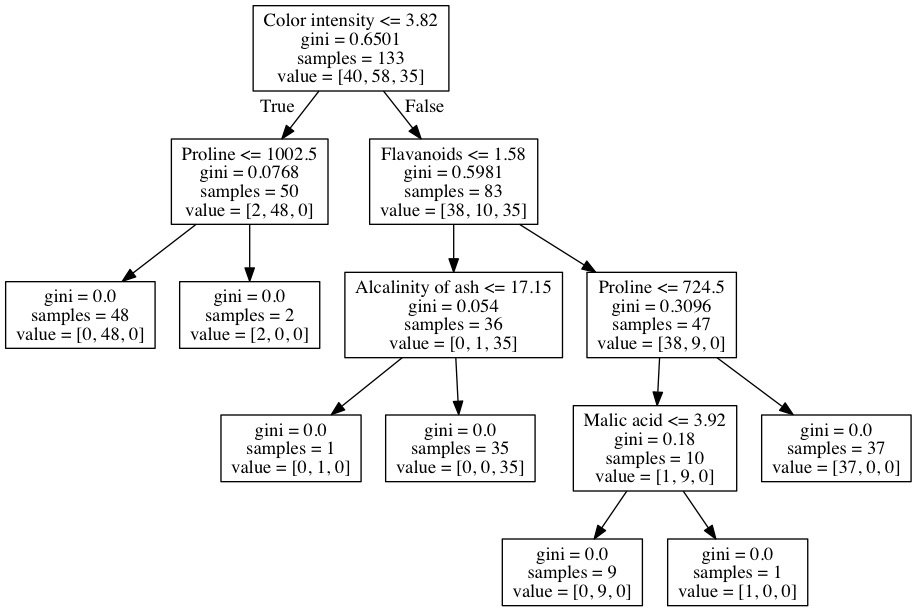 Color intensity <= 3.82
gini = 0.6501
samples = 133
value = [40, 58, 35]
True
False
Proline <= 1002.5
gini = 0.0768
samples = 50
value = [2, 48, 0]
Flavanoids <= 1.58
gini = 0.5981
samples = 83
value = [38, 10, 35]
gini = 0.0
samples = 48
value = [0, 48, 0]
gini = 0.0
samples = 2
value = [2, 0, 0]
Alcalinity of ash <= 17.15
gini = 0.054
samples = 36
value = [0, 1, 35]
Proline <= 724.5
gini = 0.3096
samples = 47
value = [38, 9, 0]
gini = 0.0
samples = 1
value = [0, 1, 0]
gini = 0.0
samples = 35
value = [0, 0, 35]
Malic acid <= 3.92
gini = 0.18
samples = 10
value = [1, 9, 0]
gini = 0.0
samples = 37
value = [37, 0, 0]
gini = 0.0
samples = 9
value = [0, 9, 0]
gini = 0.0
samples = 1
value = [1, 0, 0]